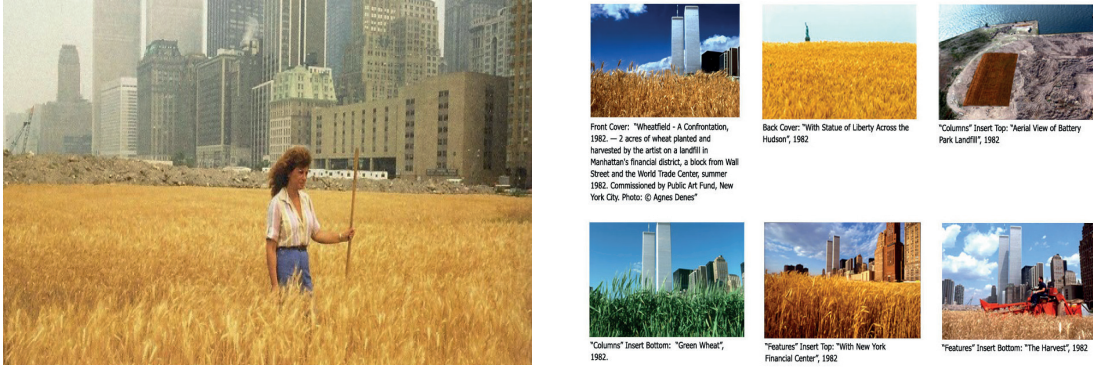 Front Cover: "Wheatfield - A Confrontation,
1982. — 2 acres of wheat planted and
harvested by the artist on a landfill in
Manhattan's financial district, a block from Wall
Street and the World Trade Center, summer
1982. Commissioned by Public Art Fund, New
York City. Photo: © Agnes Denes"
Back Cover: "With Statue of Liberty Across the
Hudson", 1982
"Columns" Insert Top: "Aerial View of Battery
Park Landfill", 1982
"Columns" Insert Bottom: "Green Wheat",
1982.
"Features" Insert Top: "With New York
Financial Center", 1982
"Features" Insert Bottom: "The Harvest", 1982